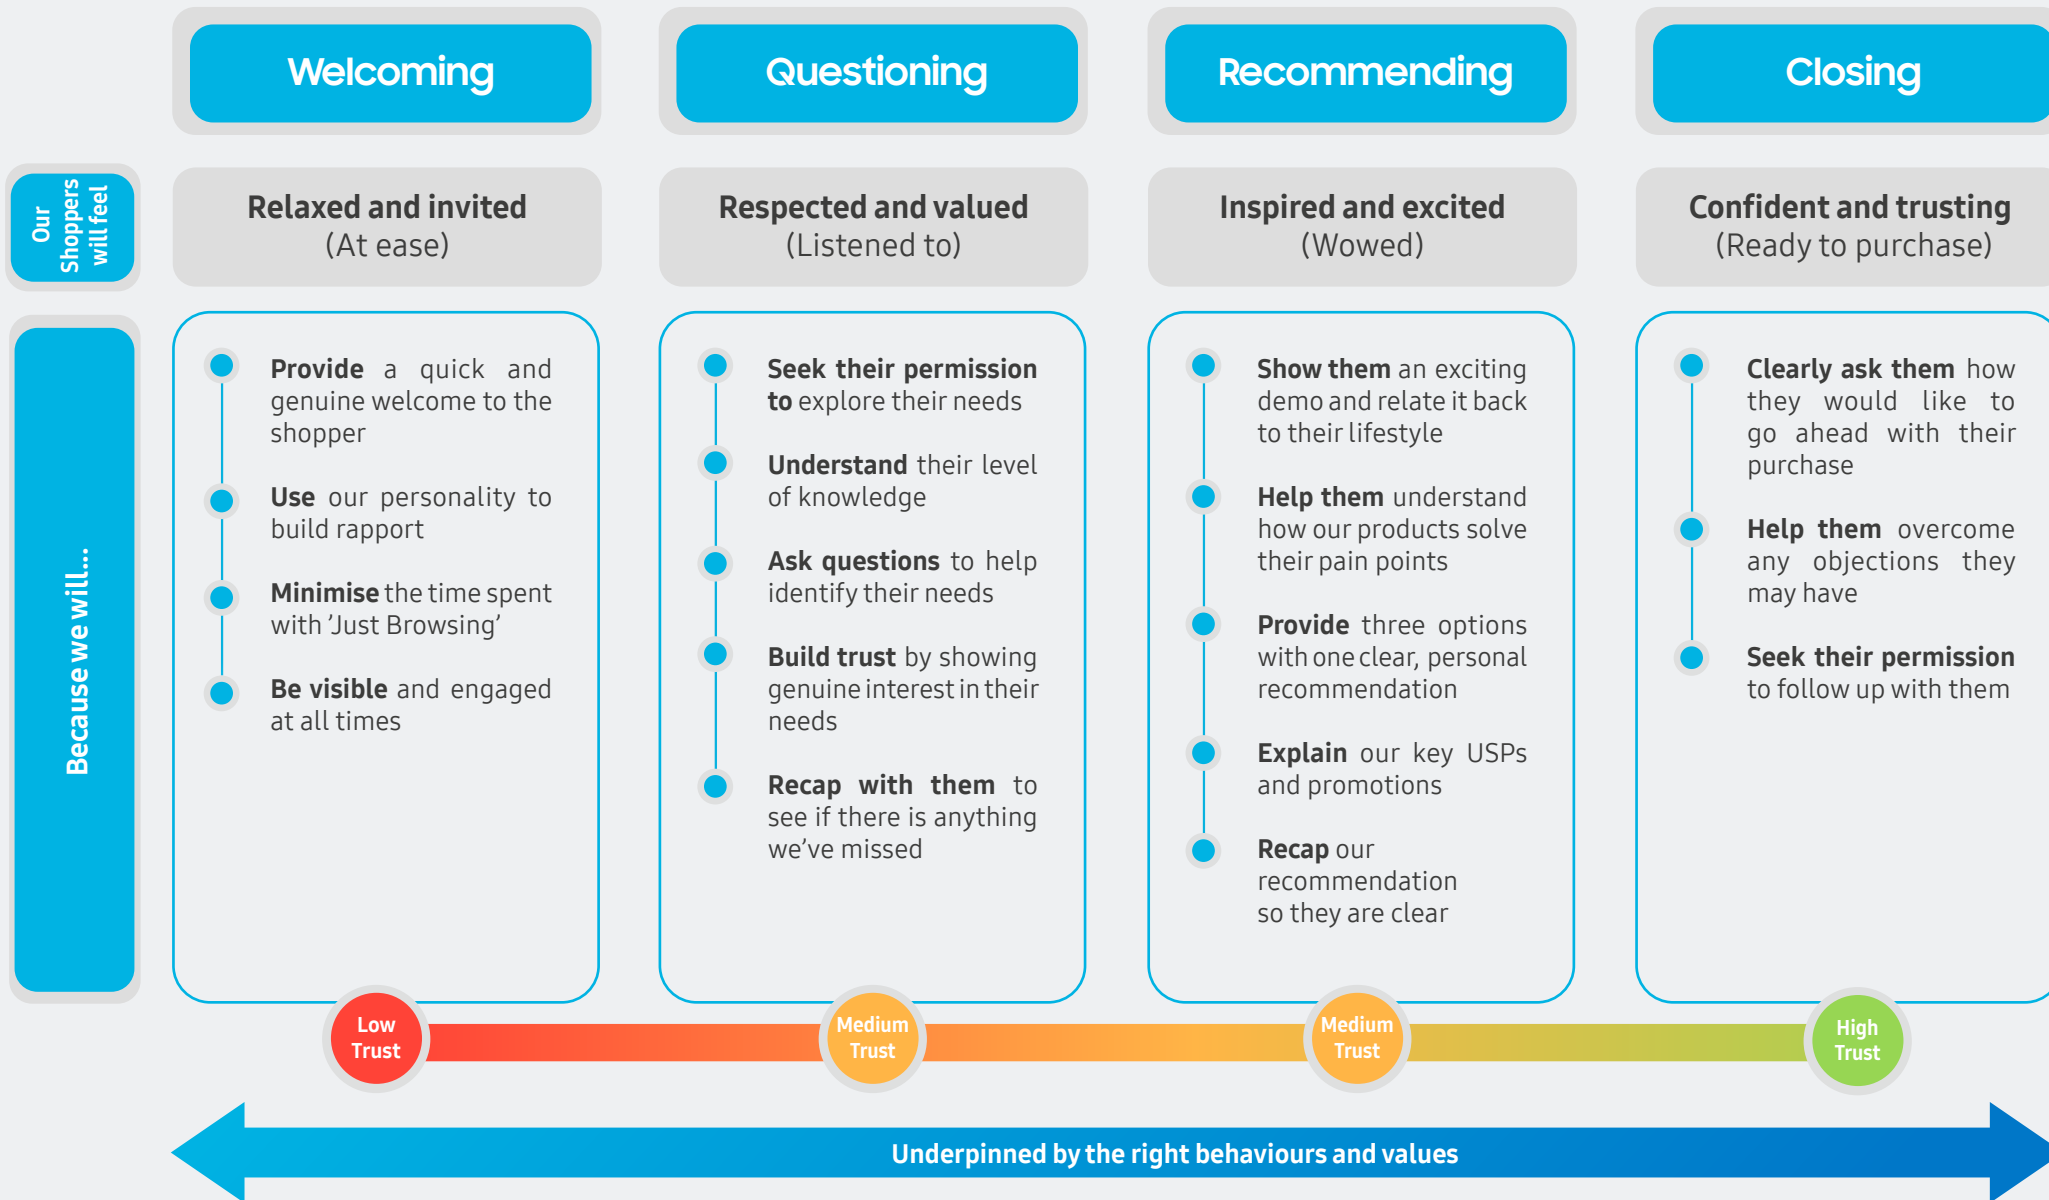 Welcoming
Questioning
Recommending
Closing
Our
Shoppers
will feel
Relaxed and invited
(At ease)
Respected and valued
(Listened to)
Inspired and excited
(Wowed)
Confident and trusting
(Ready to purchase)
Because we will...
Provide a quick and
genuine welcome to the
shopper
Use our personality to
build rapport
Minimise the time spent
with 'Just Browsing'
Be visible and engaged
at all times
Seek their permission
to explore their needs
Understand their level
of knowledge
Ask questions to help
identify their needs
Build trust by showing
genuine interest in their
needs
Recap with them to
see if there is anything
we've missed
Show them an exciting
demo and relate it back
to their lifestyle
Help them understand
how our products solve
their pain points
Provide three options
with one clear, personal
recommendation
Explain our key USPs
and promotions
Recap our
recommendation
so they are clear
Clearly ask them how
they would like to
go ahead with their
purchase
Help them overcome
any objections they
may have
Seek their permission
to follow up with them
Low
Trust
Medium
Trust
Medium
Trust
High
Trust
Underpinned by the right behaviours and values